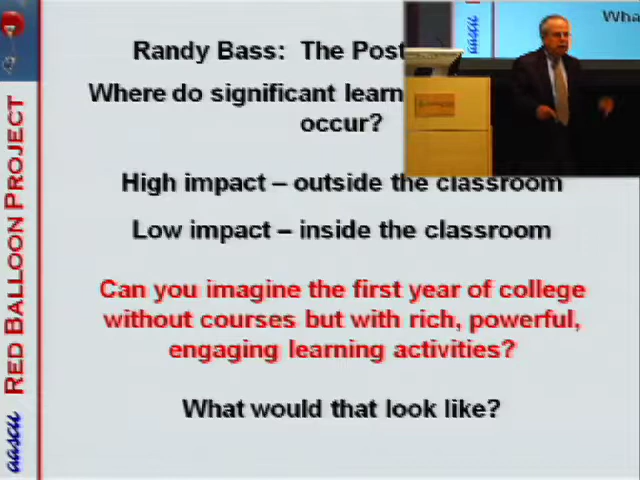 Randy Bass: The Post
Where do significant learn
occur?
High impact – outside the classroom
Low impact – inside the classroom
Can you imagine the first year of college
without courses but with rich, powerful,
engaging learning activities?
What would that look like?
RED BALLOON PROJECT
aascu
Wha
aascu